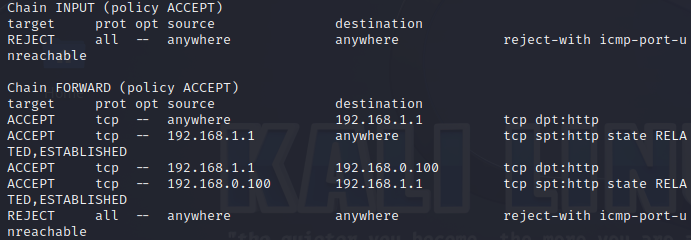 Chain INPUT (policy ACCEPT)
target     prot opt source               destination
REJECT     all  --  anywhere             anywhere             reject-with icmp-port-u
nreachable

Chain FORWARD (policy ACCEPT)
target     prot opt source               destination
ACCEPT     tcp  --  anywhere             192.168.1.1          tcp dpt:http
ACCEPT     tcp  --  192.168.1.1          anywhere             tcp spt:http state RELA
TED,ESTABLISHED
ACCEPT     tcp  --  192.168.1.1          192.168.0.100        tcp dpt:http
ACCEPT     tcp  --  192.168.0.100        192.168.1.1          tcp spt:http state RELA
TED,ESTABLISHED
REJECT     all  --  anywhere             anywhere             reject-with icmp-port-u
nreachable
KALI LIN